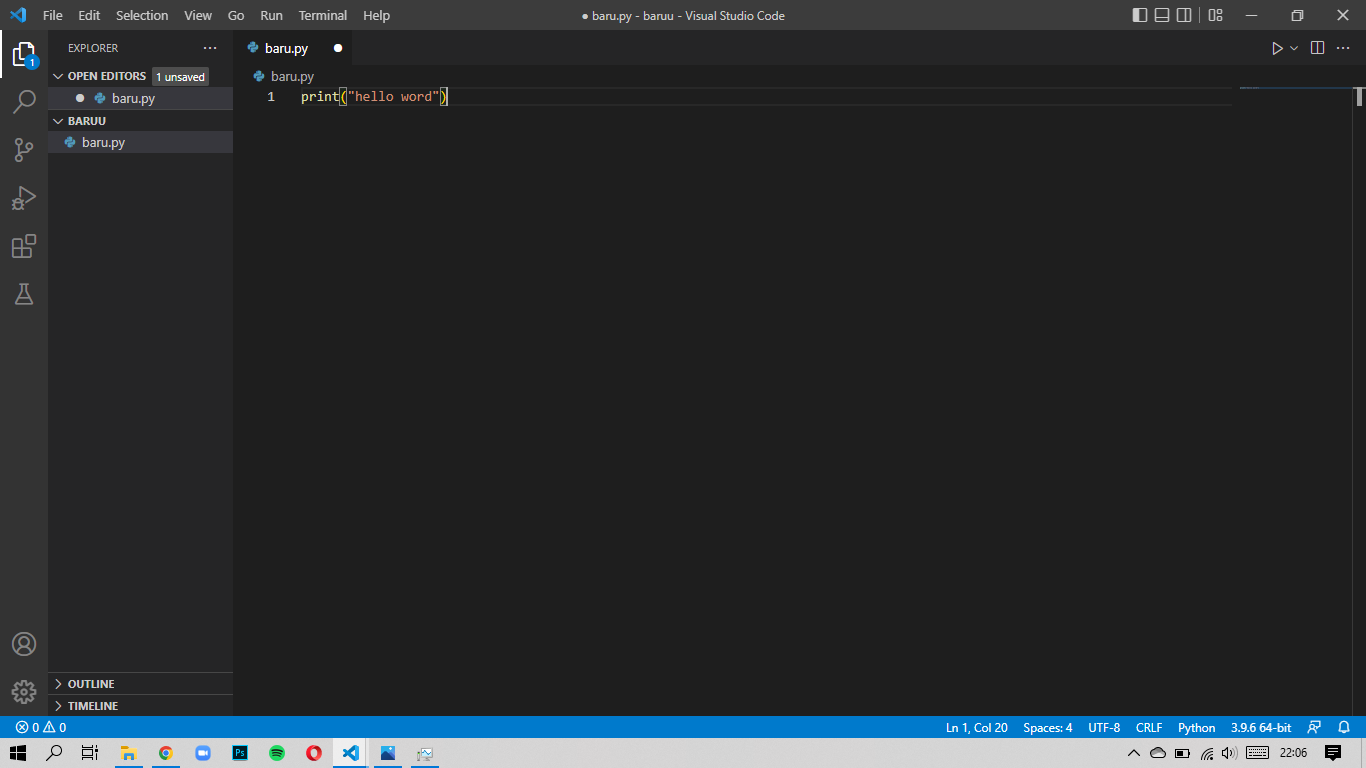 File Edit Selection View Go Run Terminal Help
● baru.py - baruu - Visual Studio Code
EXPLORER
baru.py
1
OPEN EDITORS 1 unsaved
baru.py
BARUU
baru.py
baru.py
1 print("hello word")
OUTLINE
TIMELINE
0 0
Ln 1, Col 20 Spaces: 4 UTF-8 CRLF Python 3.9.6 64-bit
Ps
22:06